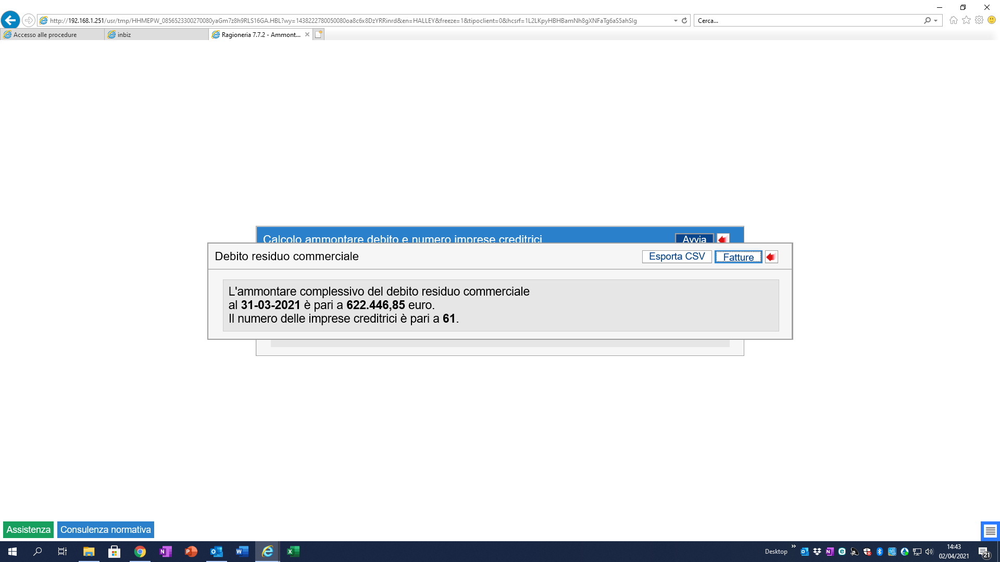 http://192.168.1.251/usr/tmp/HHMEPW_0856523300270080yaGm7z8h9RLS16GA.HBL?wy=1438222780050080oa8c6x8DzYRRinrd&en=HALLEY&freeze=1&tipoclient=0&hcsrf=1L2LKpyHBHBamNh8gXNFaTg6aS5ahSlg
Cerca...
Accesso alle procedure
inbiz
Ragioneria 7.7.2 - Ammont...
Calcolo ammontare debito e numero imprese creditrici
Avvia
Debito residuo commerciale
Esporta CSV
Fatture
L'ammontare complessivo del debito residuo commerciale
al 31-03-2021 è pari a 622.446,85 euro.
Il numero delle imprese creditrici è pari a 61.
Assistenza
Consulenza normativa
Desktop
14:43
02/04/2021
21